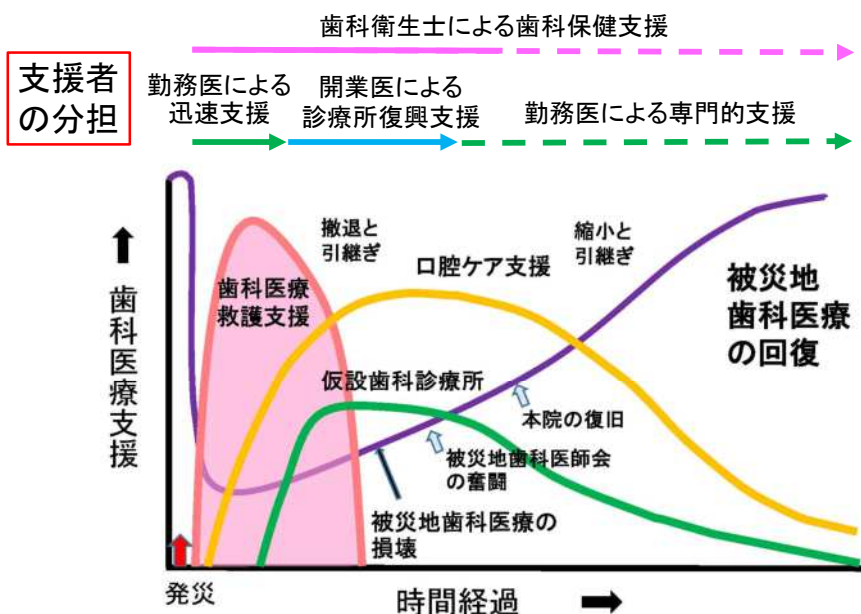 歯科衛生士による歯科保健支援
支援者
の分担
勤務医による
迅速支援
開業医による
診療所復興支援
勤務医による専門的支援
歯科医療支援
撤退と
引継ぎ
縮小と
引継ぎ
口腔ケア支援
歯科医療
救護支援
被災地
歯科医療
の回復
仮設歯科診療所
本院の復旧
被災地歯科医師会
の奮闘
被災地歯科医療の
損壊
発災
時間経過